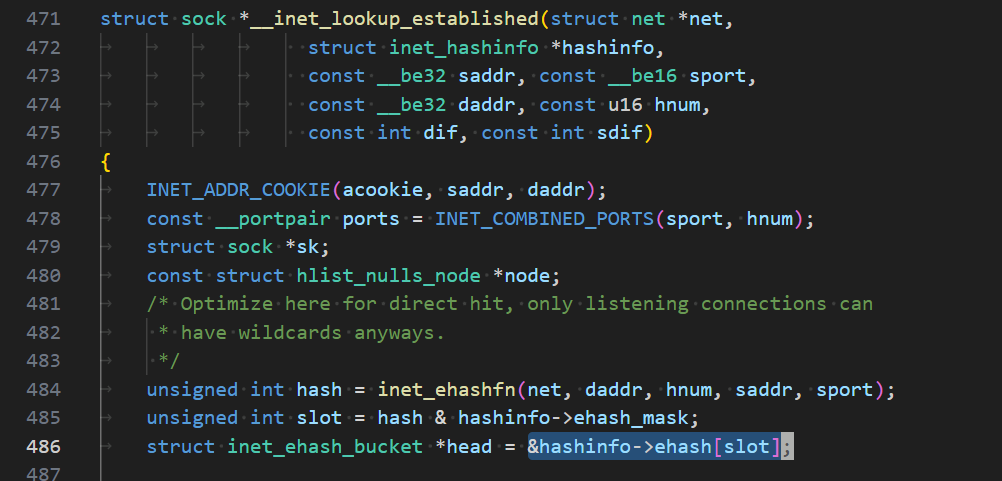 471 struct sock *__inet_lookup_established(struct net *net,
472 struct inet_hashinfo *hashinfo,
473 const __be32 saddr, const __be16 sport,
474 const __be32 daddr, const u16 hnum,
475 const int dif, const int sdif)
476 {
477 INET_ADDR_COOKIE(acookie, saddr, daddr);
478 const __portpair ports = INET_COMBINED_PORTS(sport, hnum);
479 struct sock *sk;
480 const struct hlist_nulls_node *node;
481 /* Optimize here for direct hit, only listening connections can
482 * have wildcards anyways.
483 */
484 unsigned int hash = inet_ehashfn(net, daddr, hnum, saddr, sport);
485 unsigned int slot = hash & hashinfo->ehash_mask;
486 struct inet_ehash_bucket *head = &hashinfo->ehash[slot];
487